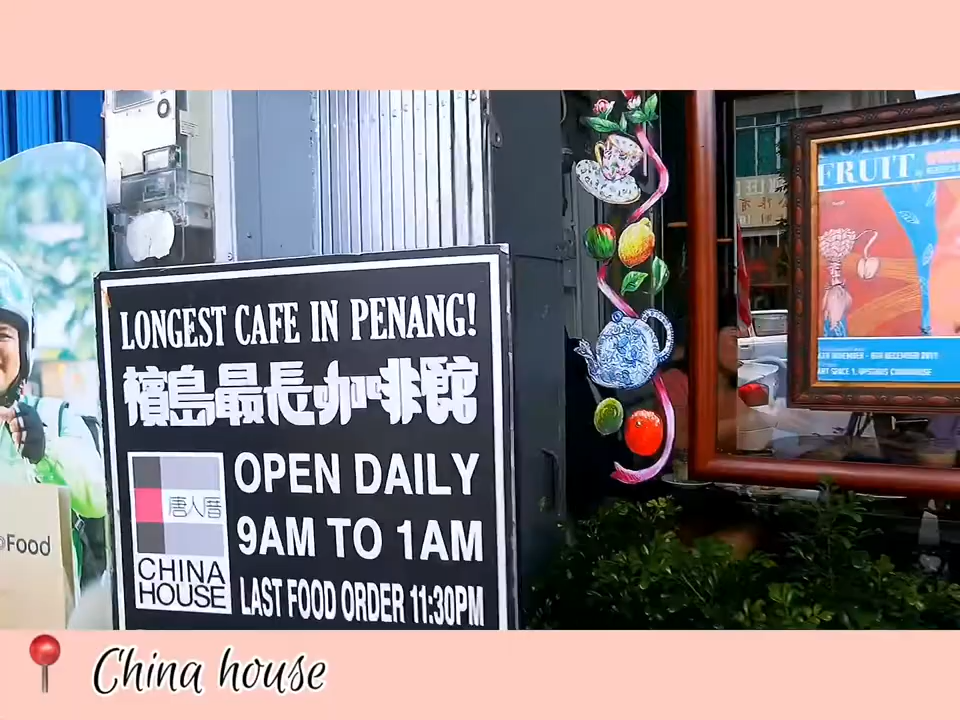 LONGEST CAFE IN PENANG!
檳島最長咖啡館
OPEN DAILY
9AM TO 1AM
LAST FOOD ORDER 11:30PM
唐人厝
CHINA
HOUSE
Food
FRUIT
China house